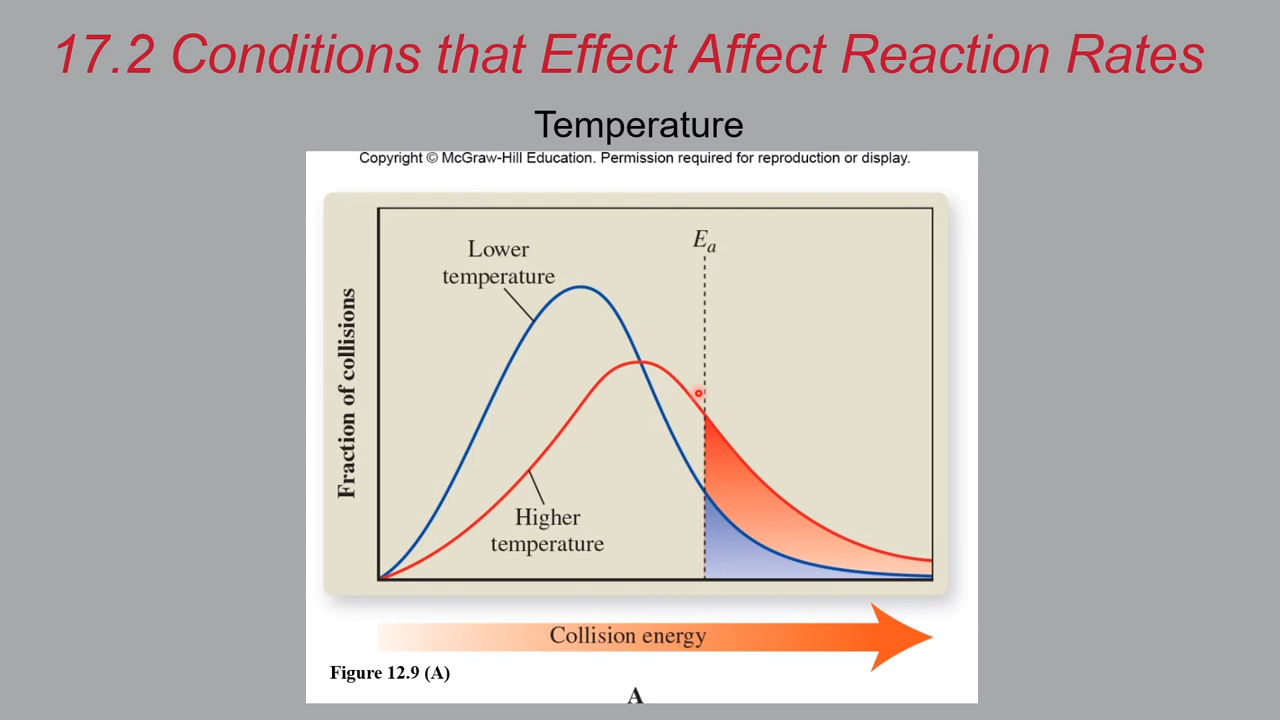 17.2 Conditions that Effect Affect Reaction Rates
Temperature
Copyright © McGraw-Hill Education. Permission required for reproduction or display.
Lower
temperature
Eₐ
Fraction of collisions
Higher
temperature
Collision energy
Figure 12.9 (A)
A